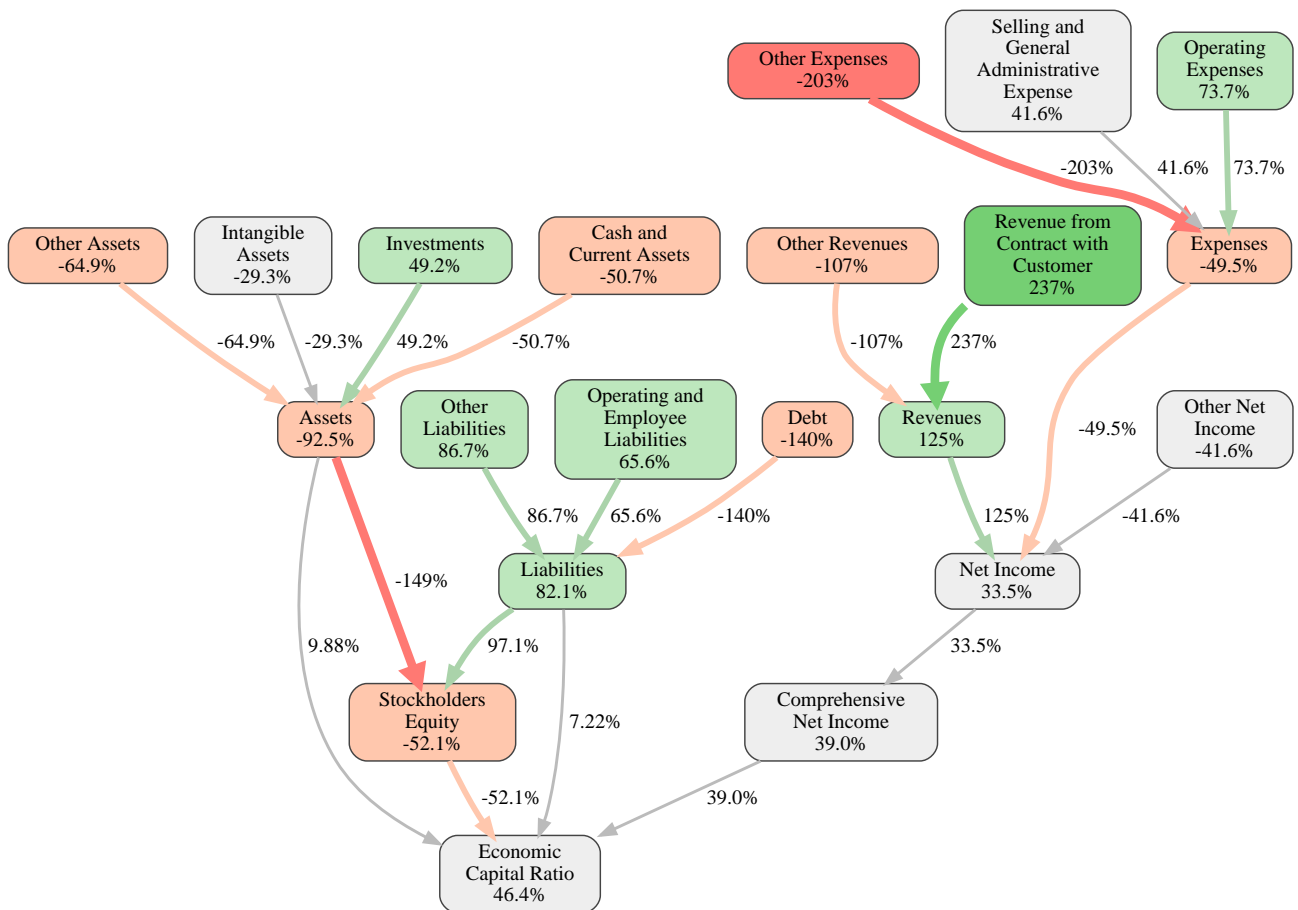 Selling and
General
Administrative
Expense
41.6%
Other Expenses
-203%
Operating
Expenses
73.7%
-203%
41.6%
73.7%
Other Assets
-64.9%
Intangible
Assets
-29.3%
Investments
49.2%
Cash and
Current Assets
-50.7%
Other Revenues
-107%
Revenue from
Contract with
Customer
237%
Expenses
-49.5%
-64.9%
-29.3%
49.2%
-50.7%
-107%
237%
Assets
-92.5%
Other
Liabilities
86.7%
Operating and
Employee
Liabilities
65.6%
Debt
-140%
Revenues
125%
-49.5%
Other Net
Income
-41.6%
86.7%
65.6%
-140%
125%
-41.6%
-149%
Liabilities
82.1%
Net Income
33.5%
9.88%
97.1%
33.5%
Stockholders
Equity
-52.1%
7.22%
Comprehensive
Net Income
39.0%
-52.1%
39.0%
Economic
Capital Ratio
46.4%